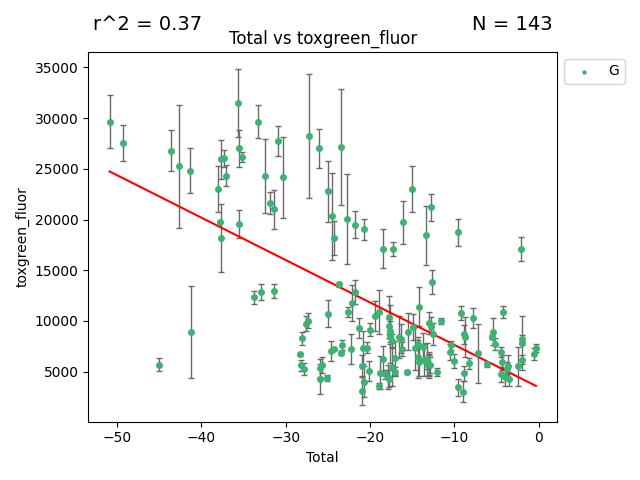 r^2 = 0.37
N = 143
Total vs toxgreen_fluor
G
35000
30000
25000
20000
15000
10000
5000
toxgreen_fluor
−50
−40
−30
−20
−10
0
Total